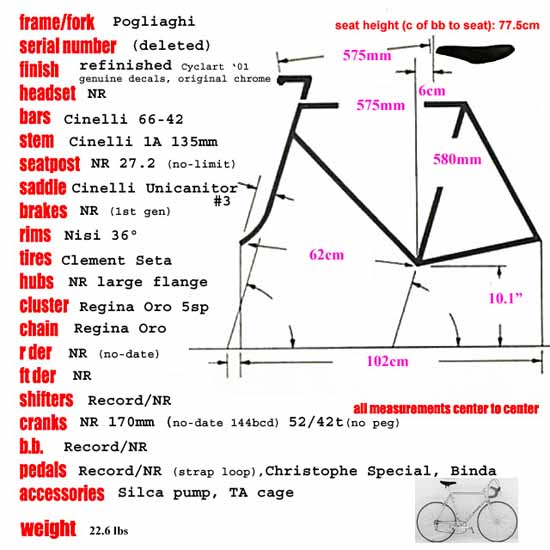 frame/fork Pogliaghi
seat height (c of bb to seat): 77.5cm
serial number (deleted)
finish refinished Cyclart '01
genuine decals, original chrome
headset NR
bars Cinelli 66-42
stem Cinelli 1A 135mm
seatpost NR 27.2 (no-limit)
saddle Cinelli Unicanitor
#3
brakes NR (1st gen)
rims Nisi 36°
tires Clement Seta
hubs NR large flange
cluster Regina Oro 5sp
chain Regina Oro
r der NR (no-date)
ft der NR
shifters Record/NR
cranks NR 170mm (no-date 144bcd) 52/42t(no peg)
b.b. Record/NR
pedals Record/NR (strap loop),Christophe Special, Binda
accessories Silca pump, TA cage
weight 22.6 lbs
575mm
6cm
575mm
580mm
62cm
10.1”
102cm
all measurements center to center